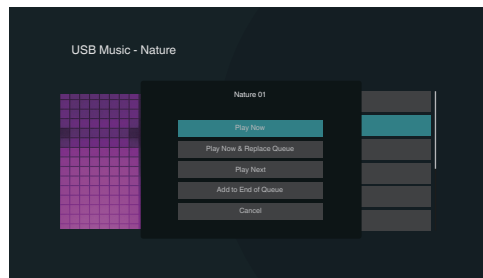 USB Music - Nature
Nature 01
Play Now
Play Now & Replace Queue
Play Next
Add to End of Queue
Cancel